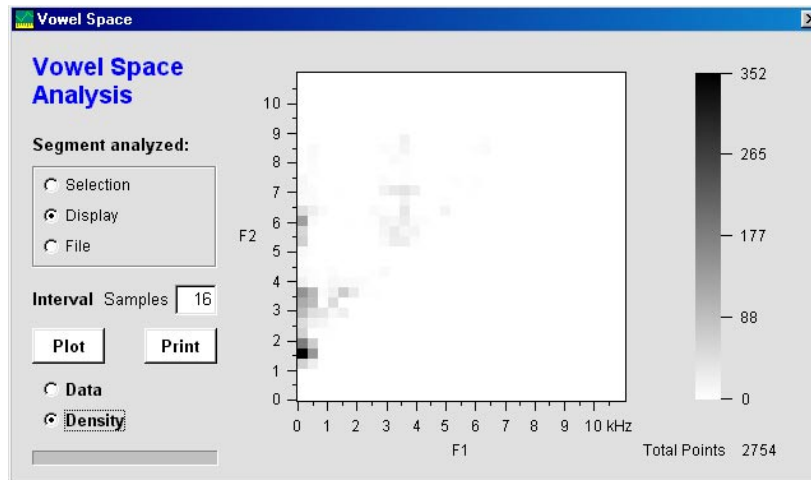 Vowel Space
Vowel Space
Analysis
Segment analyzed:
Selection
Display
File
Interval Samples 16
Plot Print
Data
Density
F2
10
9
8
7
6
5
4
3
2
1
0
0 1 2 3 4 5 6 7 8 9 10 kHz
F1
352
265
177
88
0
Total Points 2754